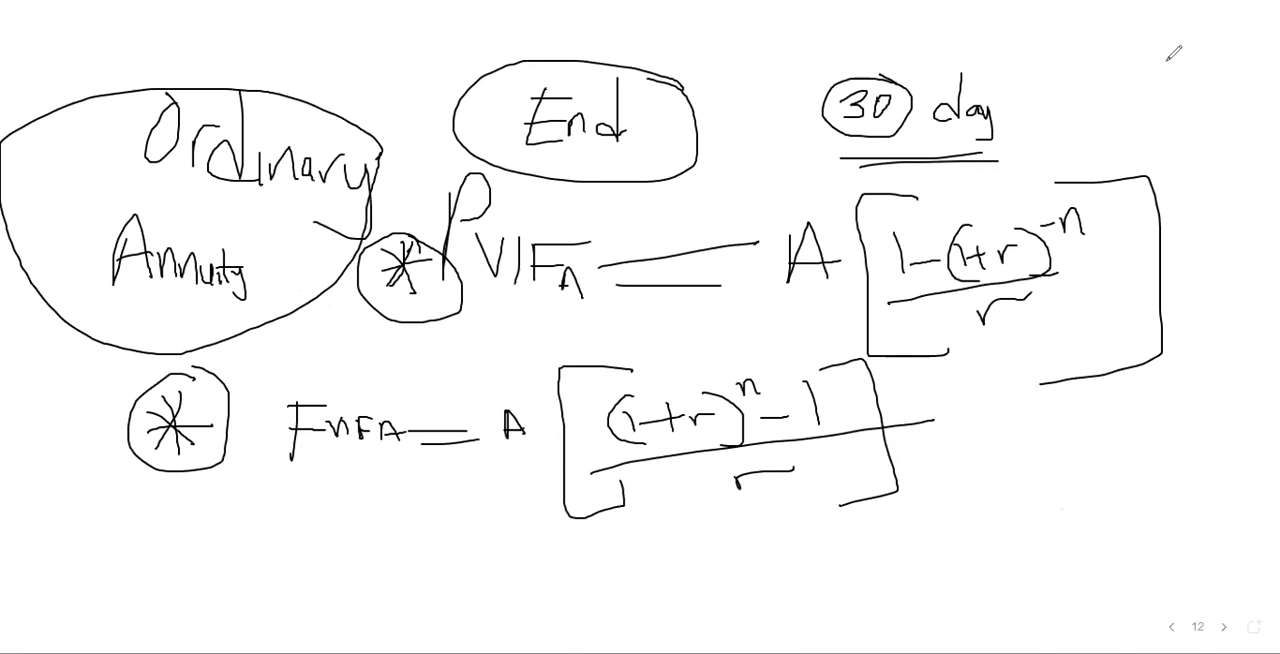 Ordinary
Annuity
End
30 day
* PVIFA = A [ 1-(1+r)^-n / r ]
* FVIFA = A [ (1+r)^n - 1 / r ]
12